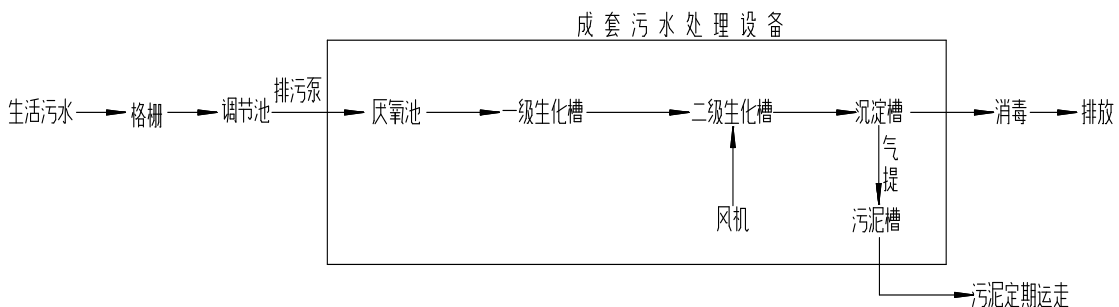 成套污水处理设备
生活污水
格栅
调节池
排污泵
厌氧池
一级生化槽
二级生化槽
沉淀槽
消毒
排放
气
提
风机
污泥槽
污泥定期运走